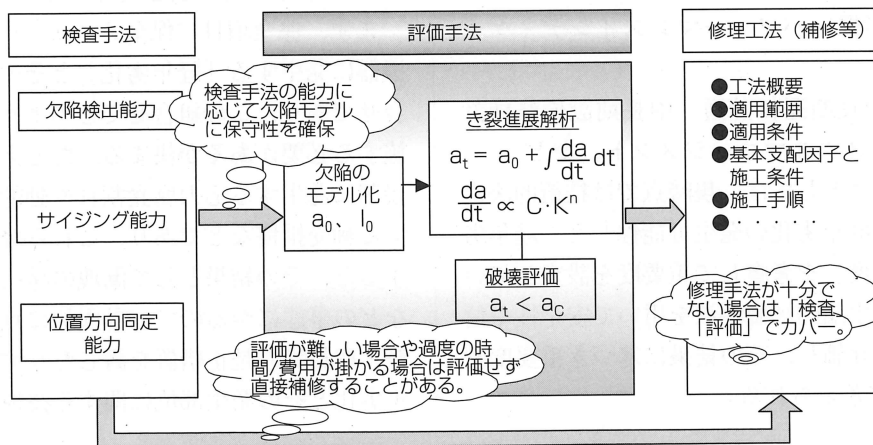 検査手法
評価手法
修理工法（補修等）
欠陥検出能力
サイジング能力
位置方向同定
能力
検査手法の能力に
応じて欠陥モデル
に保守性を確保
欠陥の
モデル化
a₀、l₀
き裂進展解析
aₜ = a₀ + ∫da/dt dt
da/dt ∝ C·Kⁿ
破壊評価
aₜ < a_C
評価が難しい場合や過度の時
間/費用が掛かる場合は評価せず
直接補修することがある。
●工法概要
●適用範囲
●適用条件
●基本支配因子と
施工条件
●施工手順
●・・・・・
修理手法が十分で
ない場合は「検査」
「評価」でカバー。